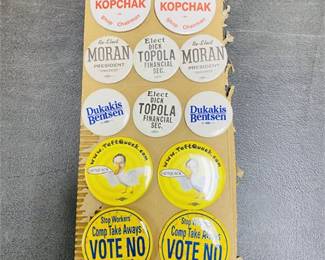 KOPCHAK
Shop Chairman
KOPCHAK
Shop Chairman
Re-Elect
MORAN
PRESIDENT
Elect
DICK
TOPOLA
FINANCIAL
SEC.
Re-Elect
MORAN
PRESIDENT
Dukakis
Bentsen
Elect
DICK
TOPOLA
FINANCIAL
SEC.
Dukakis
Bentsen
www.TuffQuack.com
www.TuffQuack.com
Stop Workers
Comp Take Aways
VOTE NO
Stop Workers
Comp Take Aways
VOTE NO